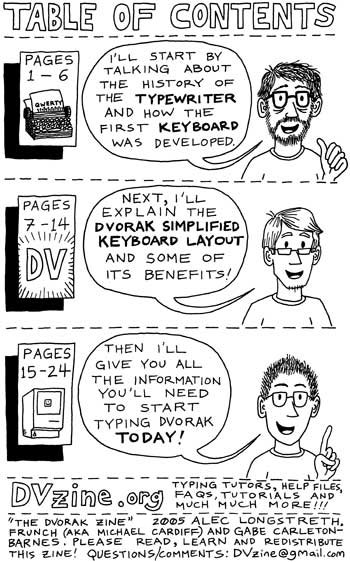 TABLE OF CONTENTS
PAGES
1 - 6
QWERTY
I'LL START BY
TALKING ABOUT
THE HISTORY OF
THE TYPEWRITER
AND HOW THE
FIRST KEYBOARD
WAS DEVELOPED.
PAGES
7-14
DV
NEXT, I'LL
EXPLAIN THE
DVORAK SIMPLIFIED
KEYBOARD LAYOUT
AND SOME OF
ITS BENEFITS!
PAGES
15-24
THEN I'LL
GIVE YOU ALL
THE INFORMATION
YOU'LL NEED
TO START
TYPING DVORAK
TODAY!
DVzine.org
TYPING TUTORS, HELP FILES,
FAQS, TUTORIALS AND
MUCH MUCH MORE!!!
"THE DVORAK ZINE" 2005 ALEC LONGSTRETH.
FRUNCH (AKA MICHAEL CARDIFF) AND GABE CARLETON-
BARNES. PLEASE READ, LEARN AND REDISTRIBUTE
THIS ZINE! QUESTIONS/COMMENTS: DVzine@gmail.com